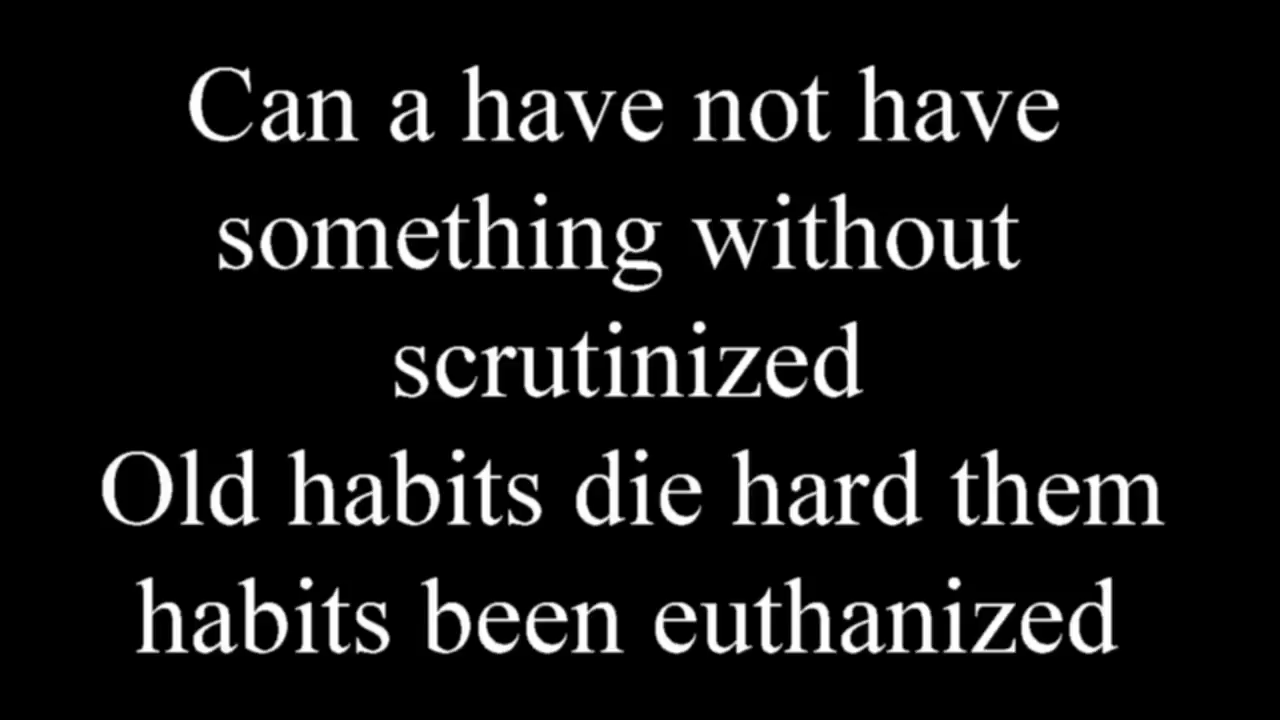 Can a have not have
something without
scrutinized
Old habits die hard them
habits been euthanized